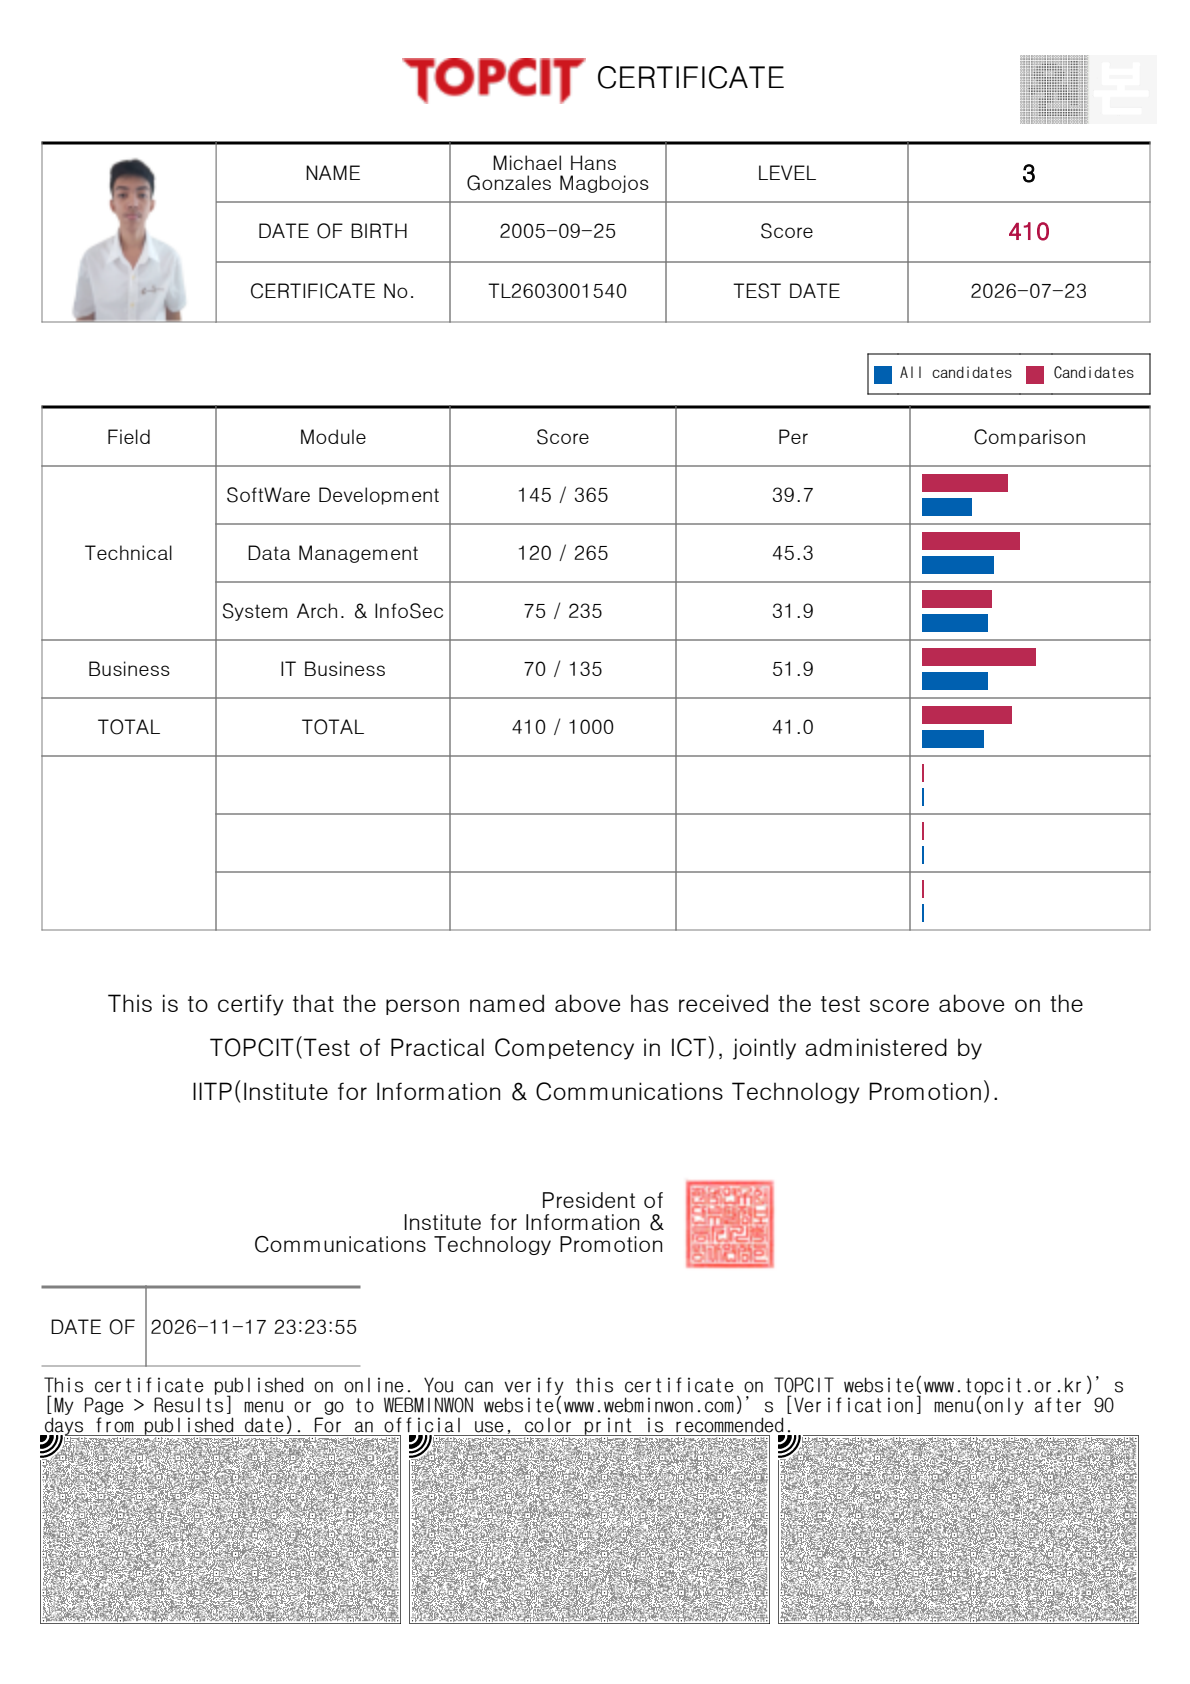 TOPCIT CERTIFICATE
원본
NAME
Michael Hans
Gonzales Magbojos
LEVEL
3
DATE OF BIRTH
2005-09-25
Score
410
CERTIFICATE No.
TL2603001540
TEST DATE
2026-07-23
All candidates
Candidates
Field
Module
Score
Per
Comparison
Technical
SoftWare Development
145 / 365
39.7
Data Management
120 / 265
45.3
System Arch. & InfoSec
75 / 235
31.9
Business
IT Business
70 / 135
51.9
TOTAL
TOTAL
410 / 1000
41.0
This is to certify that the person named above has received the test score above on the
TOPCIT(Test of Practical Competency in ICT), jointly administered by
IITP(Institute for Information & Communications Technology Promotion).
President of
Institute for Information &
Communications Technology Promotion
DATE OF
2026-11-17 23:23:55
This certificate published on online. You can verify this certificate on TOPCIT website(www.topcit.or.kr)’s
[My Page > Results] menu or go to WEBMINWON website(www.webminwon.com)’s [Verification] menu(only after 90
days from published date). For an official use, color print is recommended.